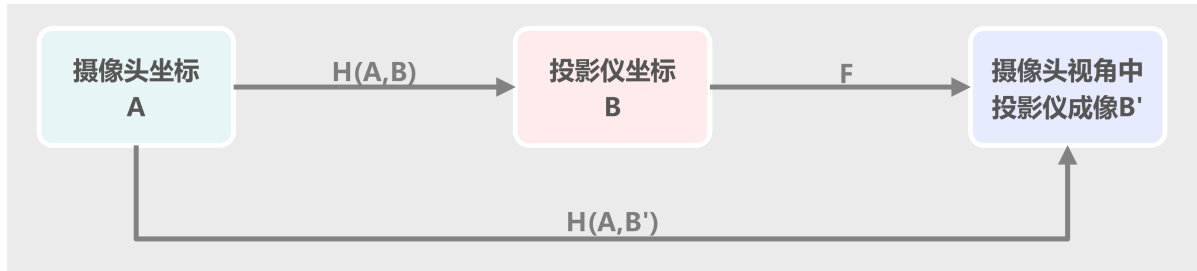 摄像头坐标
A
H(A,B)
投影仪坐标
B
F
摄像头视角中
投影仪成像B'
H(A,B')